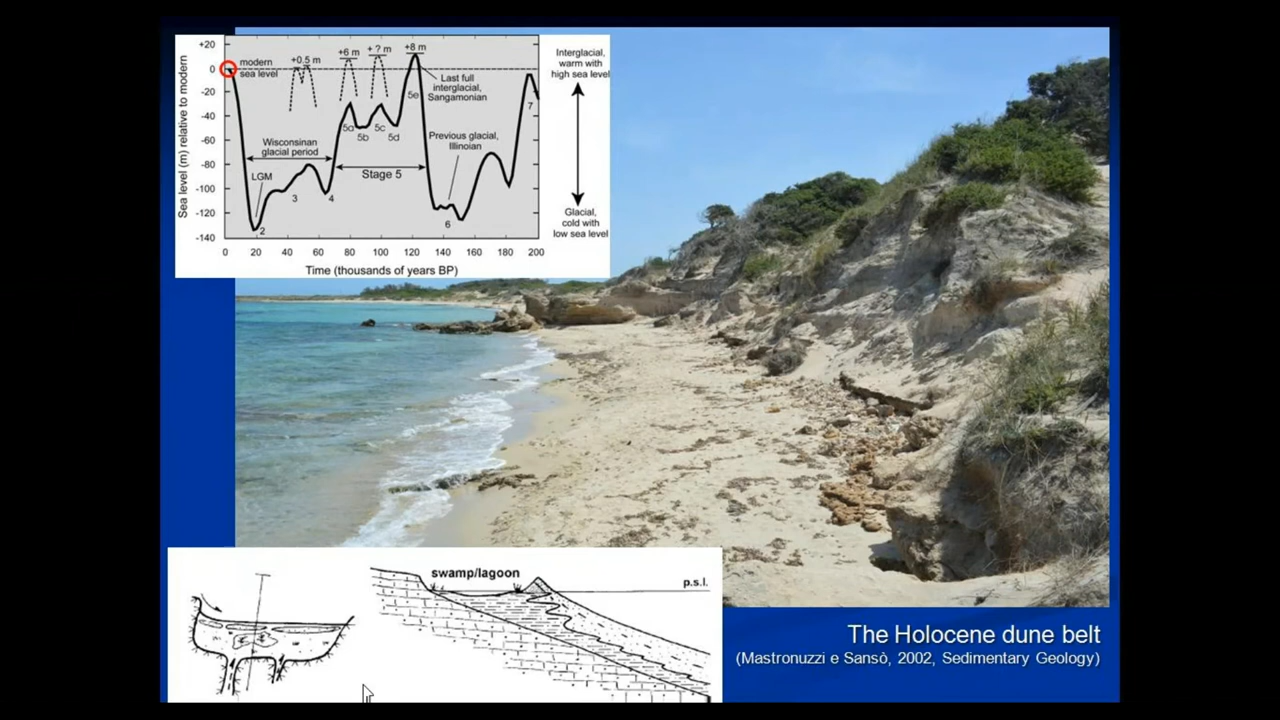 +20
0
-20
-40
-60
-80
-100
-120
-140
Sea level (m) relative to modern
modern
sea level
+0.5 m
+6 m
+ ? m
+8 m
Last full
interglacial,
Sangamonian
5e
7
5a
5b
5c
5d
Wisconsinan
glacial period
Previous glacial,
Illinoian
Stage 5
LGM
3
4
2
6
0 20 40 60 80 100 120 140 160 180 200
Time (thousands of years BP)
Interglacial,
warm with
high sea level
Glacial,
cold with
low sea level
swamp/lagoon
p.s.l.
The Holocene dune belt
(Mastronuzzi e Sansò, 2002, Sedimentary Geology)